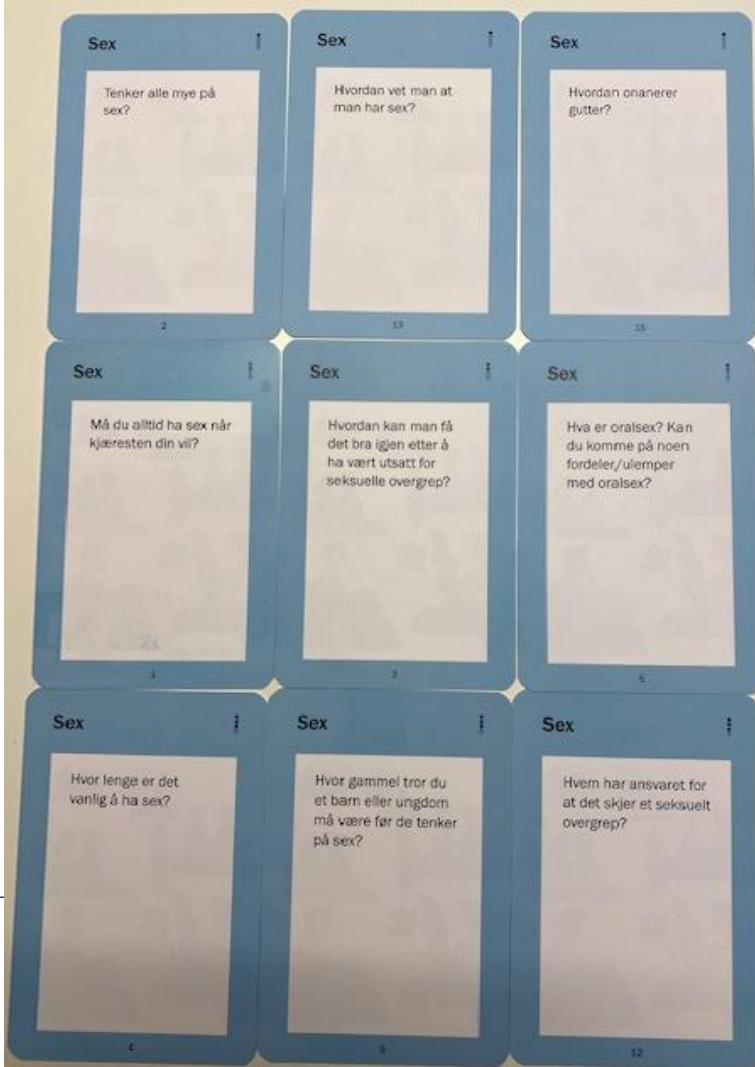 Sex
Tenker alle mye på
sex?
2
Sex
Hvordan vet man at
man har sex?
13
Sex
Hvordan onanerer
gutter?
15
Sex
Må du alltid ha sex når
kjæresten din vil?
1
Sex
Hvordan kan man få
det bra igjen etter å
ha vært utsatt for
seksuelle overgrep?
3
Sex
Hva er oralsex? Kan
du komme på noen
fordeler/ulemper
med oralsex?
5
Sex
Hvor lenge er det
vanlig å ha sex?
4
Sex
Hvor gammel tror du
et barn eller ungdom
må være før de tenker
på sex?
9
Sex
Hvem har ansvaret for
at det skjer et seksuelt
overgrep?
12